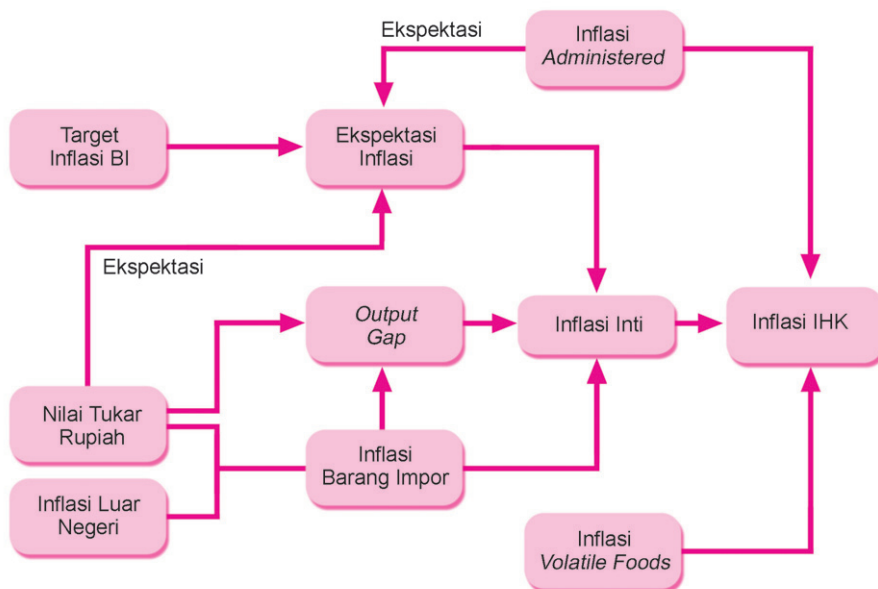 Ekspektasi
Inflasi
Administered
Target
Inflasi BI
Ekspektasi
Inflasi
Ekspektasi
Output
Gap
Inflasi Inti
Inflasi IHK
Nilai Tukar
Rupiah
Inflasi
Barang Impor
Inflasi Luar
Negeri
Inflasi
Volatile Foods